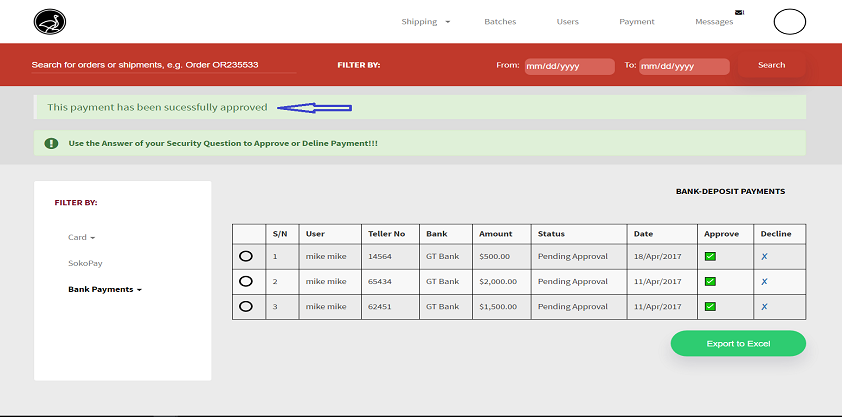 Shipping Batches Users Payment Messages
Search for orders or shipments, e.g. Order OR235533 FILTER BY: From: mm/dd/yyyy To: mm/dd/yyyy Search
This payment has been sucessfully approved
Use the Answer of your Security Question to Approve or Deline Payment!!!
BANK-DEPOSIT PAYMENTS
FILTER BY:
Card
SokoPay
Bank Payments
S/N User Teller No Bank Amount Status Date Approve Decline
1 mike mike 14564 GT Bank $500.00 Pending Approval 18/Apr/2017
2 mike mike 65434 GT Bank $2,000.00 Pending Approval 11/Apr/2017
3 mike mike 62451 GT Bank $1,500.00 Pending Approval 11/Apr/2017
Export to Excel